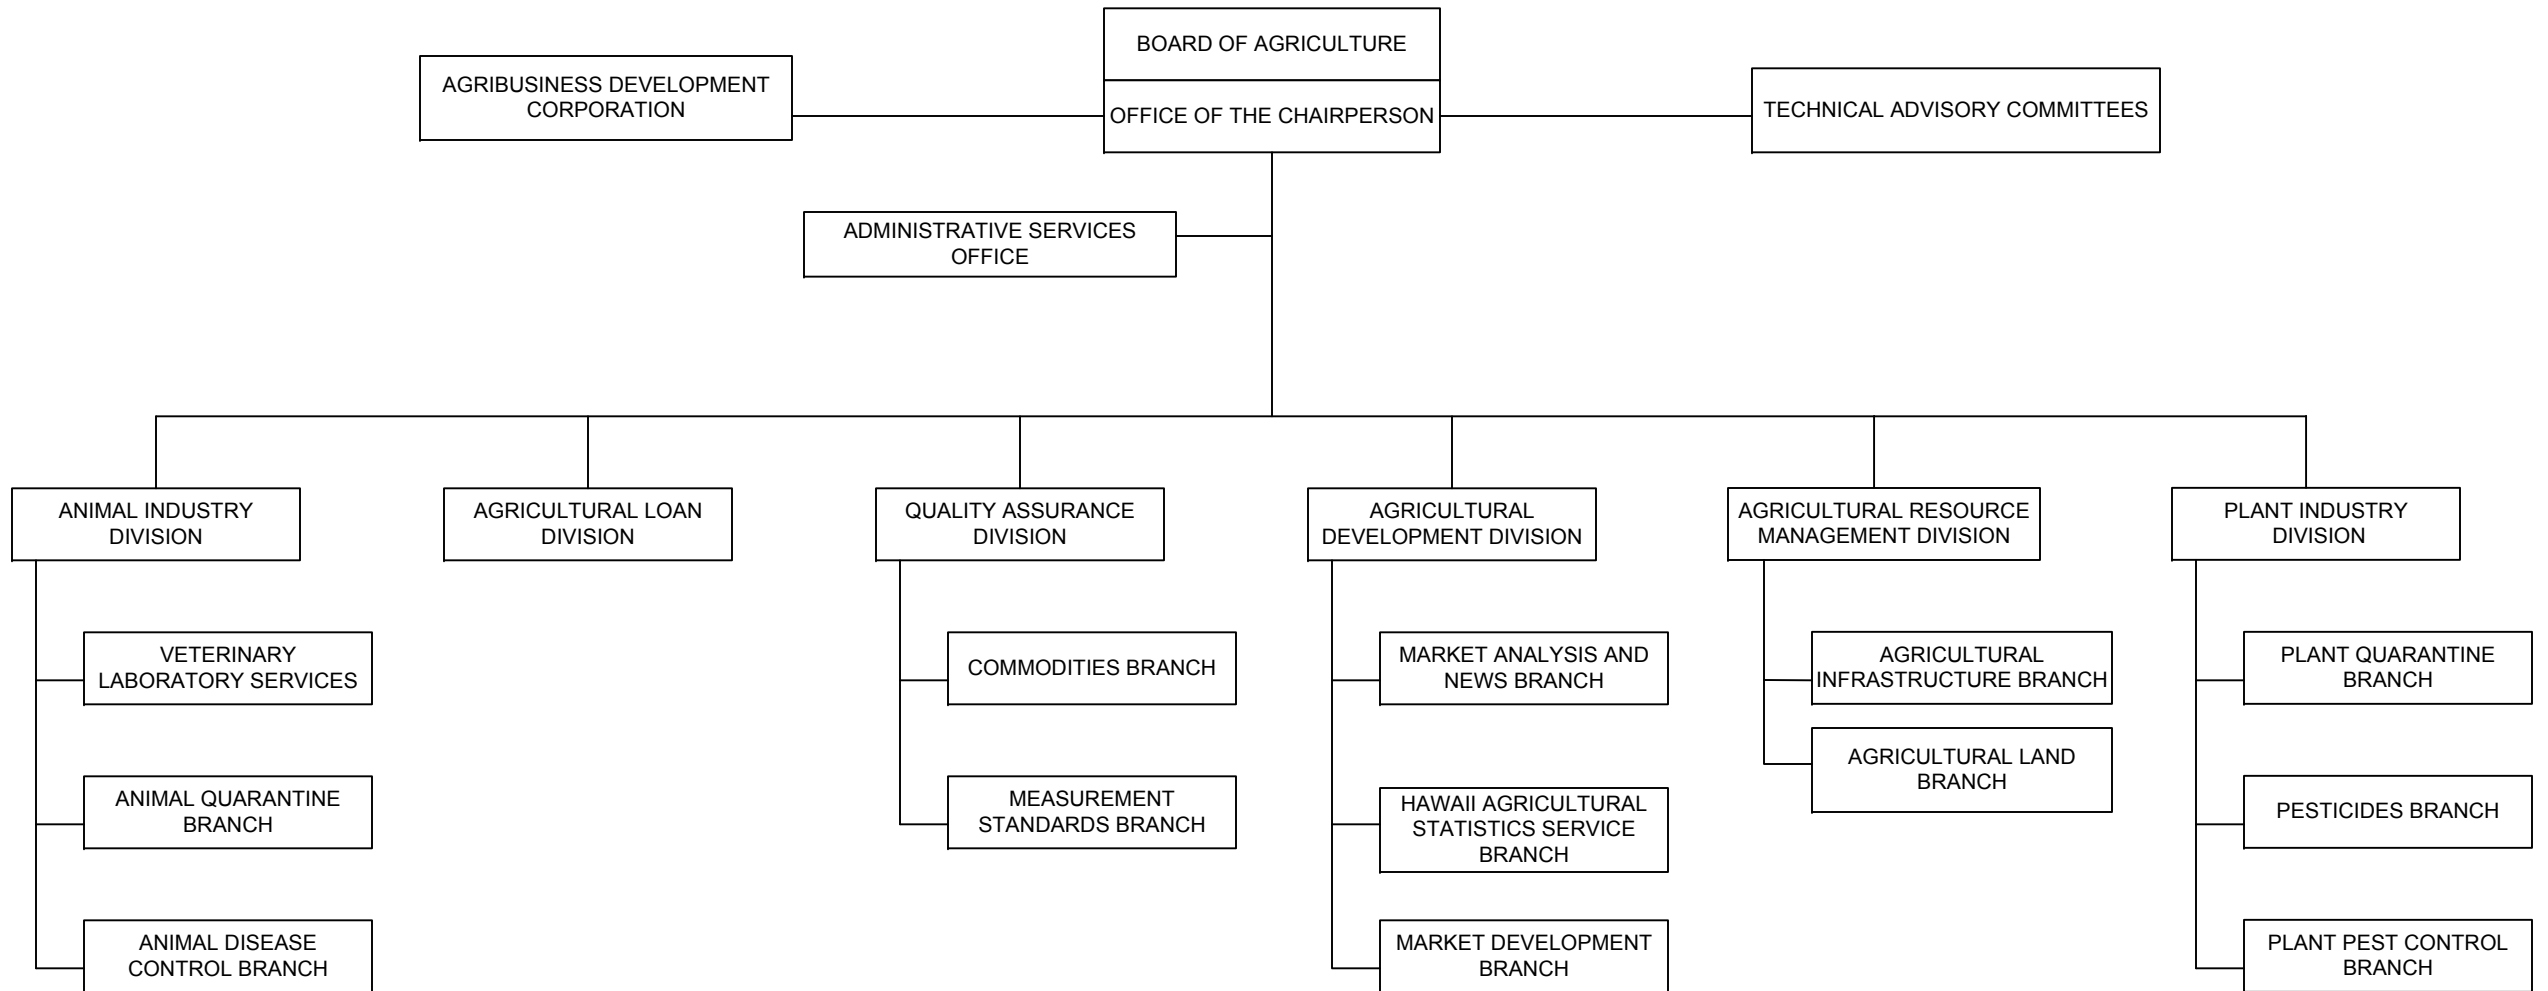 BOARD OF AGRICULTURE
OFFICE OF THE CHAIRPERSON
AGRIBUSINESS DEVELOPMENT
CORPORATION
TECHNICAL ADVISORY COMMITTEES
ADMINISTRATIVE SERVICES
OFFICE
ANIMAL INDUSTRY
DIVISION
AGRICULTURAL LOAN
DIVISION
QUALITY ASSURANCE
DIVISION
AGRICULTURAL
DEVELOPMENT DIVISION
AGRICULTURAL RESOURCE
MANAGEMENT DIVISION
PLANT INDUSTRY
DIVISION
VETERINARY
LABORATORY SERVICES
ANIMAL QUARANTINE
BRANCH
ANIMAL DISEASE
CONTROL BRANCH
COMMODITIES BRANCH
MEASUREMENT
STANDARDS BRANCH
MARKET ANALYSIS AND
NEWS BRANCH
HAWAII AGRICULTURAL
STATISTICS SERVICE
BRANCH
MARKET DEVELOPMENT
BRANCH
AGRICULTURAL
INFRASTRUCTURE BRANCH
AGRICULTURAL LAND
BRANCH
PLANT QUARANTINE
BRANCH
PESTICIDES BRANCH
PLANT PEST CONTROL
BRANCH